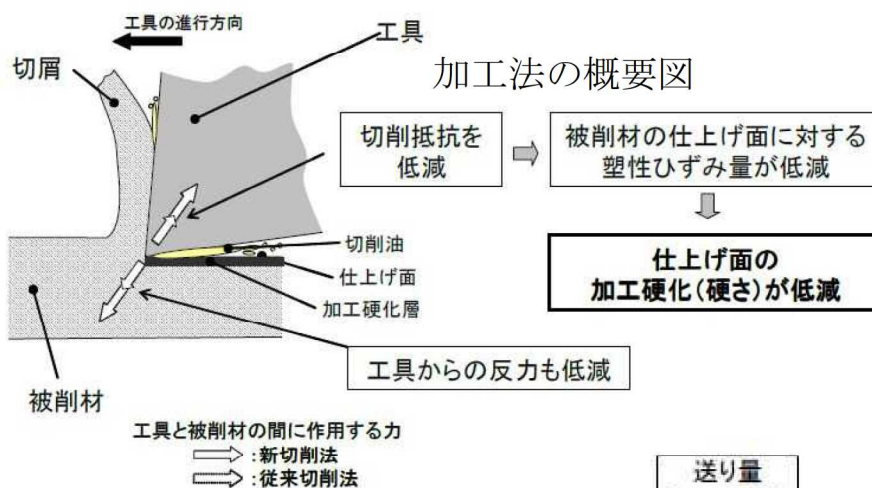 工具の進行方向
工具
切屑
加工法の概要図
切削抵抗を
低減
被削材の仕上げ面に対する
塑性ひずみ量が低減
切削油
仕上げ面
加工硬化層
仕上げ面の
加工硬化(硬さ)が低減
工具からの反力も低減
被削材
工具と被削材の間に作用する力
:新切削法
:従来切削法
送り量